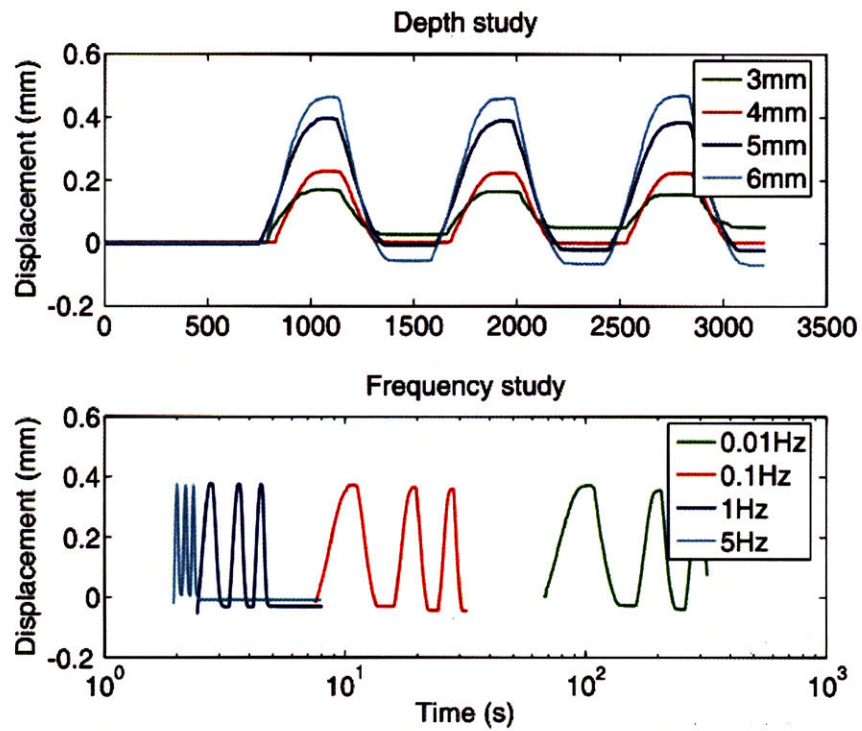 Depth study
Displacement (mm)
0.6
0.4
0.2
0
-0.2
0
500
1000
1500
2000
2500
3000
3500
3mm
4mm
5mm
6mm
Frequency study
Displacement (mm)
0.6
0.4
0.2
0
-0.2
10^0
10^1
10^2
10^3
0.01Hz
0.1Hz
1Hz
5Hz
Time (s)